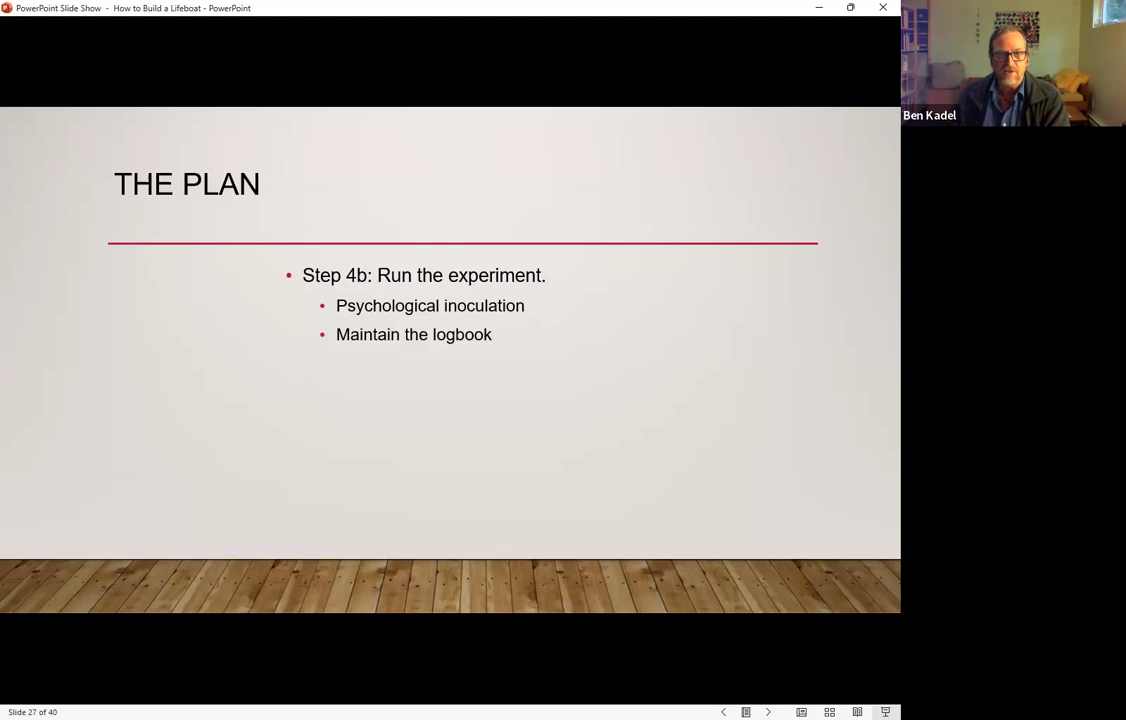 PowerPoint Slide Show - How to Build a Lifeboat - PowerPoint
Ben Kadel
THE PLAN
• Step 4b: Run the experiment.
• Psychological inoculation
• Maintain the logbook
Slide 27 of 40